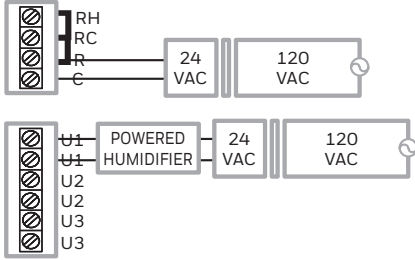 RH
RC
R
C
24 VAC
120 VAC
U1
U1
U2
U2
U3
U3
POWERED HUMIDIFIER
24 VAC
120 VAC